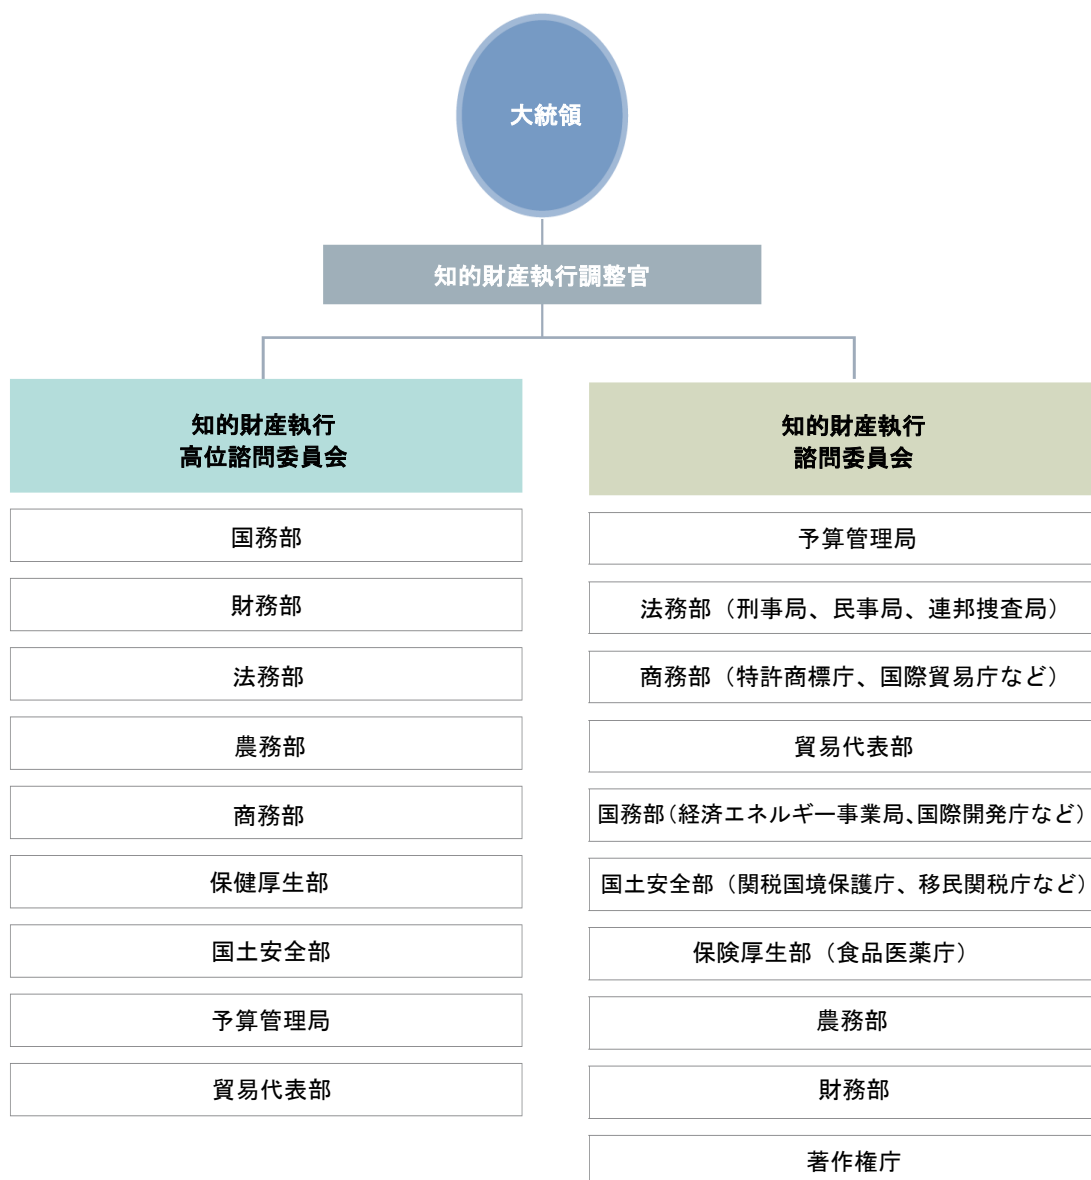 大統領
知的財産執行調整官
知的財産執行
高位諮問委員会
国務部
財務部
法務部
農務部
商務部
保健厚生部
国土安全部
予算管理局
貿易代表部
知的財産執行
諮問委員会
予算管理局
法務部（刑事局、民事局、連邦捜査局）
商務部（特許商標庁、国際貿易庁など）
貿易代表部
国務部（経済エネルギー事業局、国際開発庁など）
国土安全部（関税国境保護庁、移民関税庁など）
保険厚生部（食品医薬庁）
農務部
財務部
著作権庁